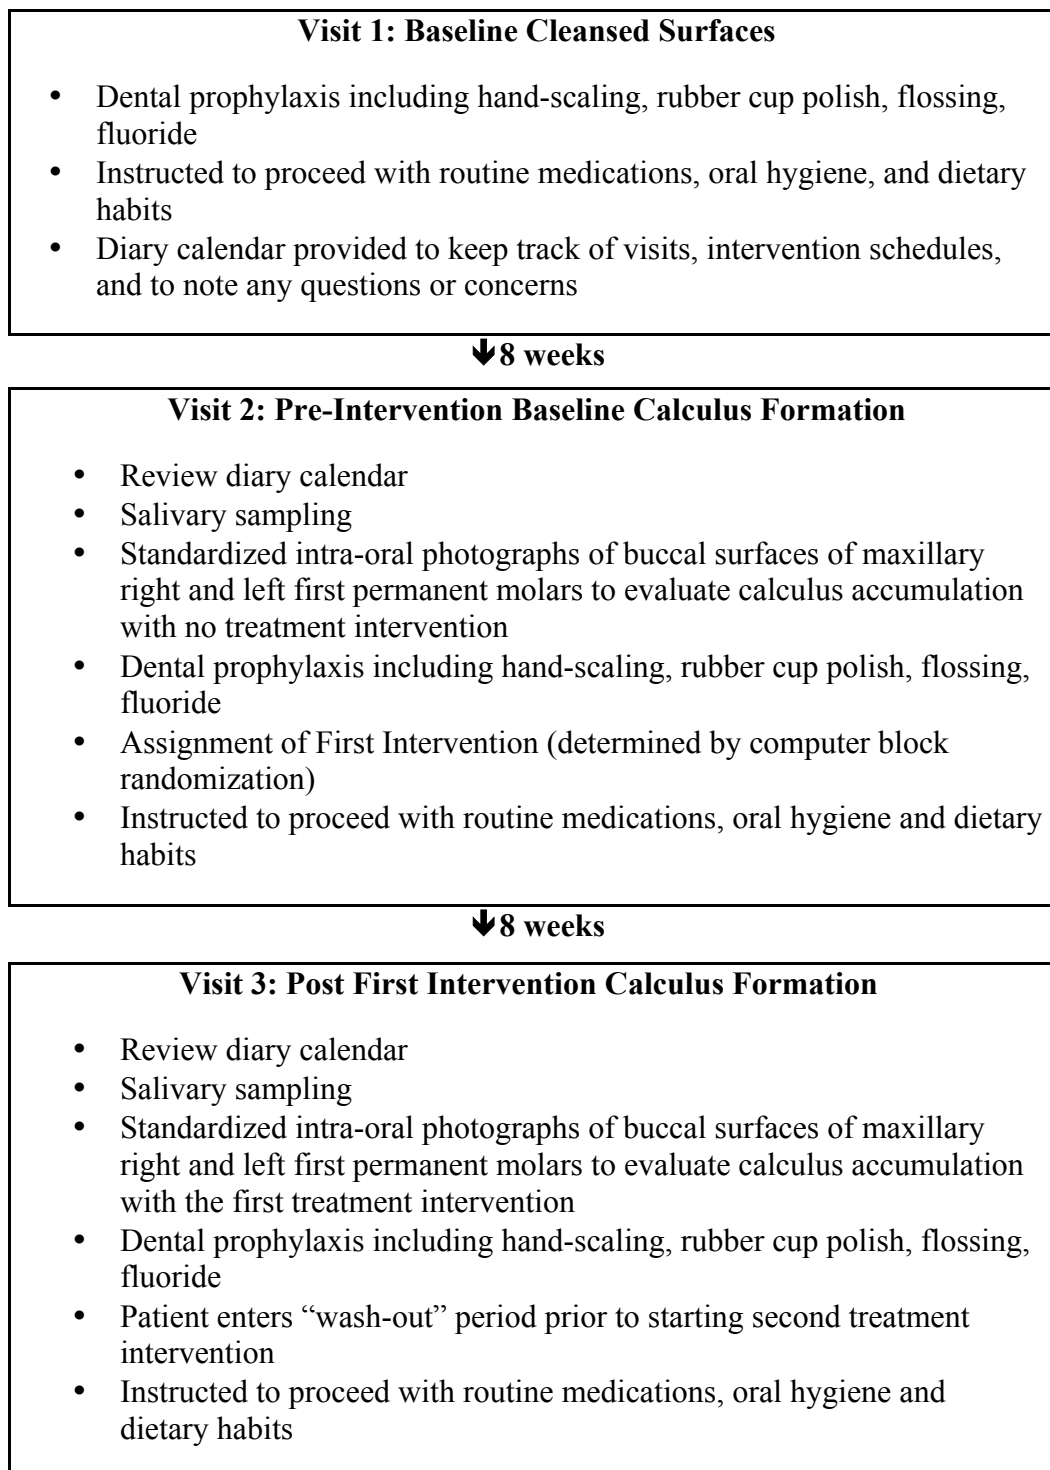 Visit 1: Baseline Cleansed Surfaces
• Dental prophylaxis including hand-scaling, rubber cup polish, flossing,
fluoride
• Instructed to proceed with routine medications, oral hygiene, and dietary
habits
• Diary calendar provided to keep track of visits, intervention schedules,
and to note any questions or concerns
🡻8 weeks
Visit 2: Pre-Intervention Baseline Calculus Formation
• Review diary calendar
• Salivary sampling
• Standardized intra-oral photographs of buccal surfaces of maxillary
right and left first permanent molars to evaluate calculus accumulation
with no treatment intervention
• Dental prophylaxis including hand-scaling, rubber cup polish, flossing,
fluoride
• Assignment of First Intervention (determined by computer block
randomization)
• Instructed to proceed with routine medications, oral hygiene and dietary
habits
🡻8 weeks
Visit 3: Post First Intervention Calculus Formation
• Review diary calendar
• Salivary sampling
• Standardized intra-oral photographs of buccal surfaces of maxillary
right and left first permanent molars to evaluate calculus accumulation
with the first treatment intervention
• Dental prophylaxis including hand-scaling, rubber cup polish, flossing,
fluoride
• Patient enters “wash-out” period prior to starting second treatment
intervention
• Instructed to proceed with routine medications, oral hygiene and
dietary habits